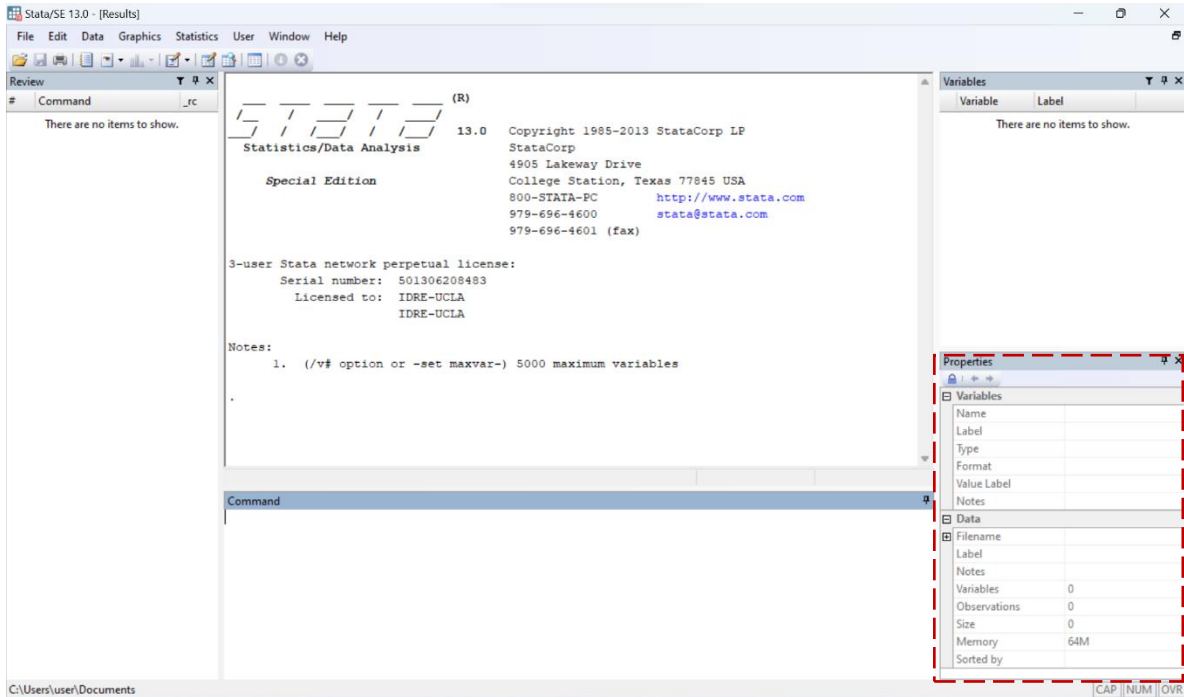 Stata/SE 13.0 - [Results]
File Edit Data Graphics Statistics User Window Help
Review
# Command _rc
There are no items to show.
(R)
13.0 Copyright 1985-2013 StataCorp LP
Statistics/Data Analysis StataCorp
4905 Lakeway Drive
Special Edition College Station, Texas 77845 USA
800-STATA-PC http://www.stata.com
979-696-4600 stata@stata.com
979-696-4601 (fax)
3-user Stata network perpetual license:
Serial number: 501306208483
Licensed to: IDRE-UCLA
IDRE-UCLA
Notes:
1. (/v# option or -set maxvar-) 5000 maximum variables
.
Command
Variables
Variable Label
There are no items to show.
Properties
Variables
Name
Label
Type
Format
Value Label
Notes
Data
Filename
Label
Notes
Variables 0
Observations 0
Size 0
Memory 64M
Sorted by
C:\Users\user\Documents
CAP NUM OVR